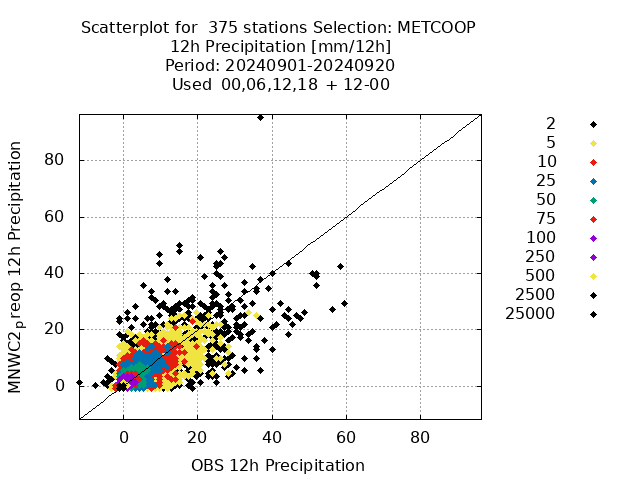 Scatterplot for  375 stations Selection: METCOOP
12h Precipitation [mm/12h]
Period: 20240901-20240920
Used  00,06,12,18  + 12-00
2
5
10
25
50
75
100
250
500
2500
25000
MNWC2preop 12h Precipitation
80
60
40
20
0
0 20 40 60 80
OBS 12h Precipitation